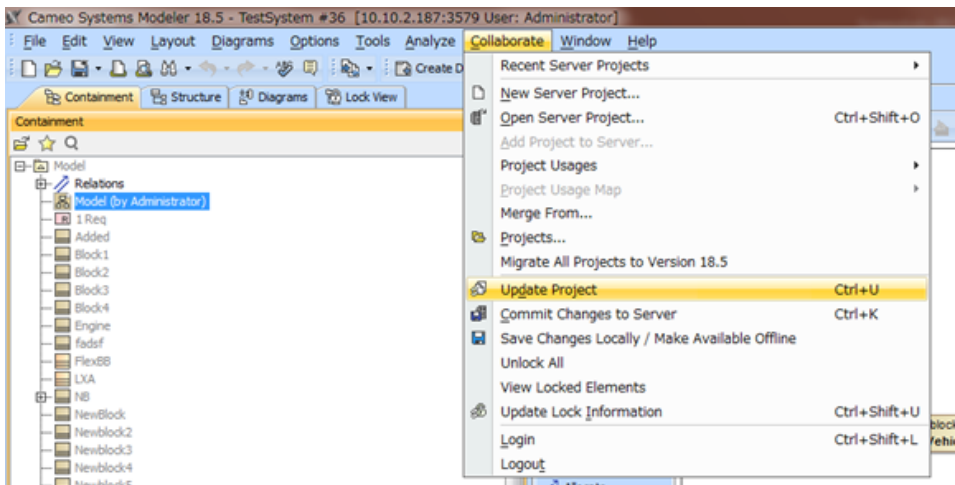 Cameo Systems Modeler 18.5 - TestSystem #36 [10.10.2.187:3579 User: Administrator]
File Edit View Layout Diagrams Options Tools Analyze Collaborate Window Help
Create D
Containment Structure Diagrams Lock View
Containment
Model
Relations
Model (by Administrator)
1 Req
Added
Block1
Block2
Block3
Block4
Engine
fadsf
FlexBB
LXA
NB
NewBlock
Newblock2
Newblock3
Newblock4
Newblock5
Recent Server Projects
New Server Project...
Open Server Project... Ctrl+Shift+O
Add Project to Server...
Project Usages
Project Usage Map
Merge From...
Projects...
Migrate All Projects to Version 18.5
Update Project Ctrl+U
Commit Changes to Server Ctrl+K
Save Changes Locally / Make Available Offline
Unlock All
View Locked Elements
Update Lock Information Ctrl+Shift+U
Login Ctrl+Shift+L
Logout
block